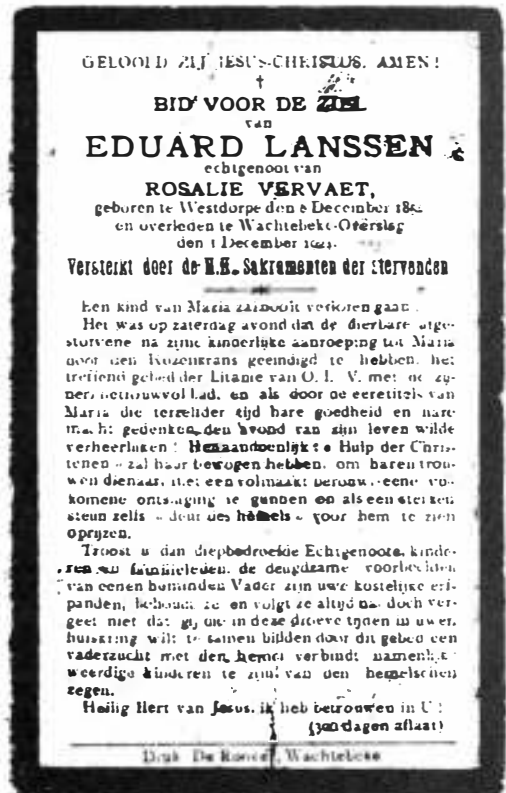 GELOOFD ZIJ JESUS-CHRISTUS. AMEN!
BID VOOR DE ZIEL
van
EDUARD LANSSEN
echtgenoot van
ROSALIE VERVAET,
geboren te Westdorpe den 8 December
en overleden te Wachtebeke-Overslag
den 1 December
Versterkt door de H.H. Sakramenten der stervenden
Een kind van Maria zal nooit verloren gaan.
Het was op zaterdag avond dat de dierbare afge-
storvene na zijne kinderlijke aanroeping tot Maria
door den Rozenkrans geeindigd te hebben, het
treffend gebed der Litanie van O. L. V. met de zij-
nen betrouwvol bad, en als door de eeretitels van
Maria die terzelider tijd hare goedheid en hare
macht gedenken, den avond van zijn leven wilde
verheerlijken! « Hulp der Chris-
tenen » zal haar bewogen hebben, om haren trou-
wen dienaar, met een volmaakt berouw, eene vol-
komene ontslaging te gunnen en als een sterken
steun zelfs « deur des hemels » voor hem te zien
oprijzen.
Troost u dan diepbedroefde Echtgenoote, kinde-
ren en familieleden, de deugdzame voorbeelden
van eenen beminden Vader zijn uwe kostelijke erf-
panden, behoudt ze en volgt ze altijd na doch ver-
geet niet dat gij die in deze droeve tijden in uwen
huiskring wilt te samen bidden door dit gebed een
vaderzucht met den hemel verbindt namenlijk
weerdige kinderen te zijn van den hemelschen
zegen.
Heilig Hert van Jesus, ik heb betrouwen in U!
(300 dagen aflaat)
Druk De Wachtebeke